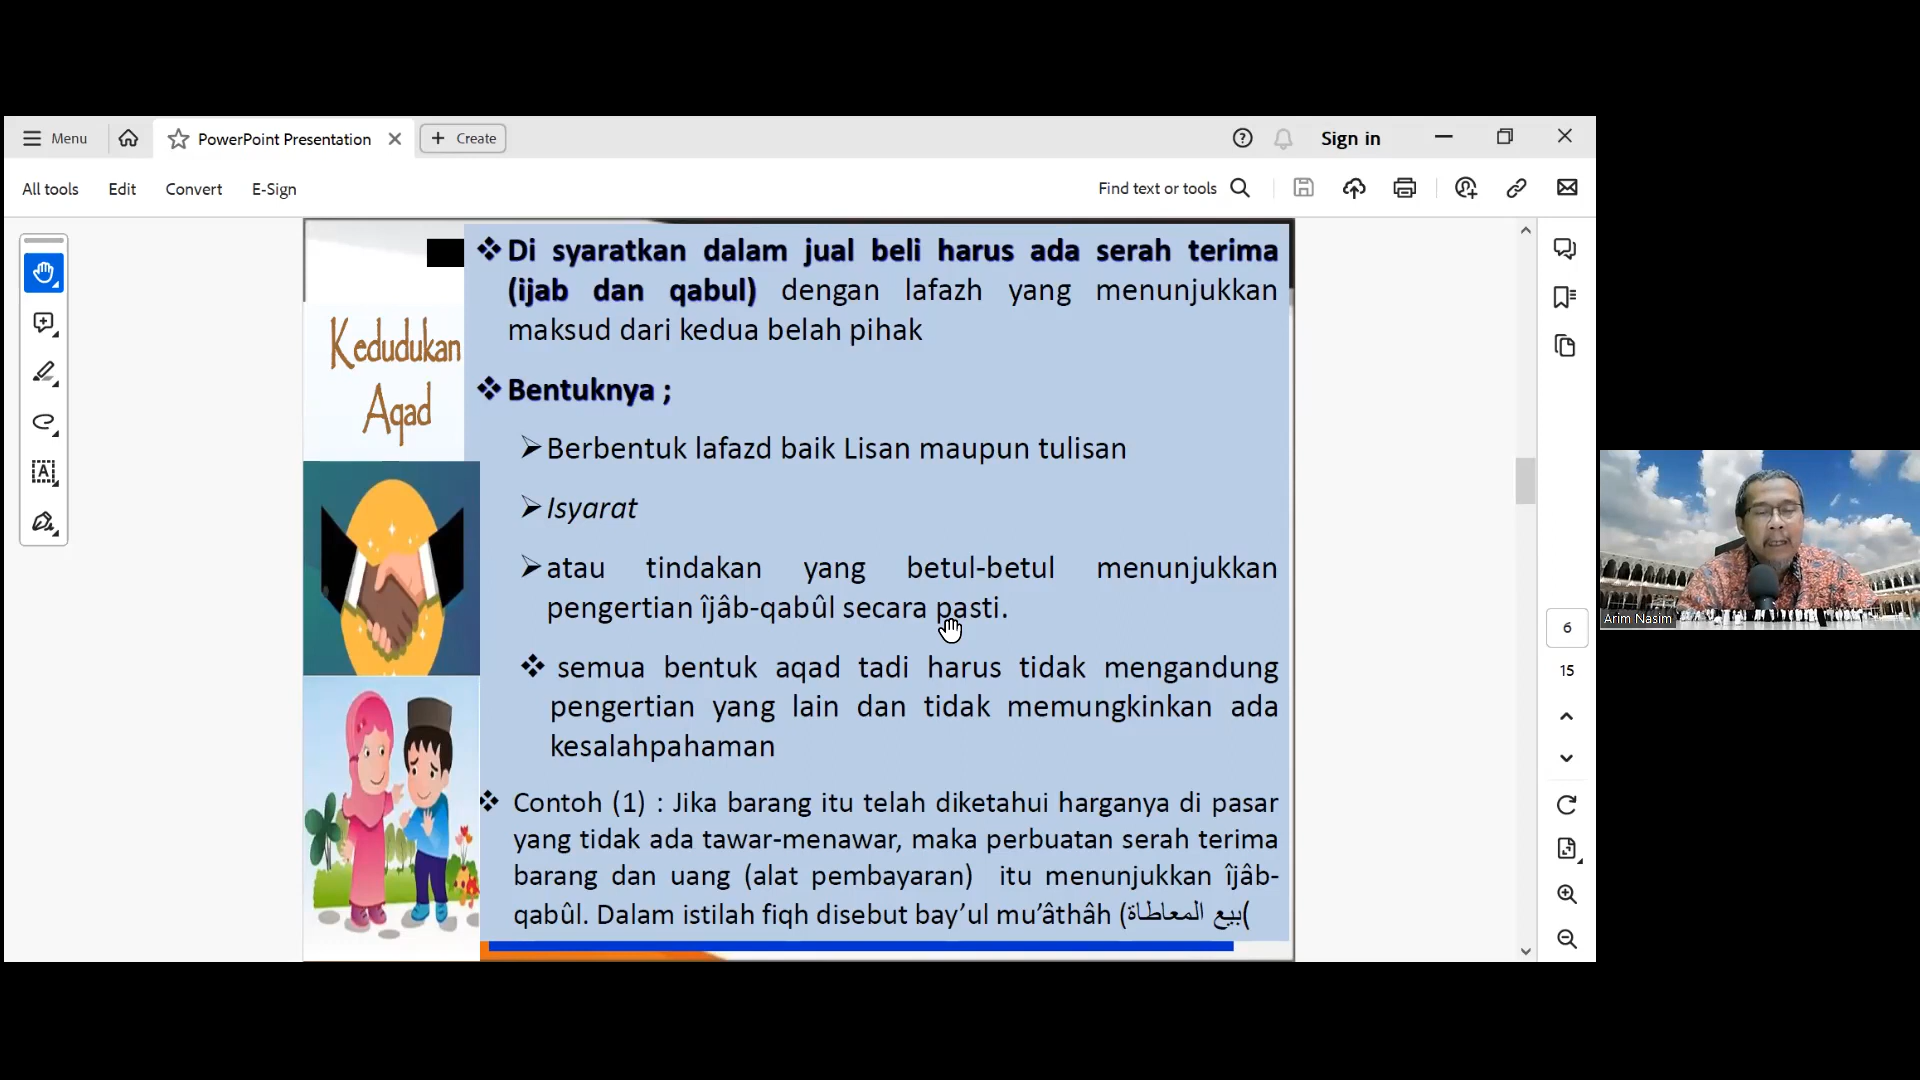 Menu
PowerPoint Presentation
Create
Sign in
All tools
Edit
Convert
E-Sign
Find text or tools
Kedudukan
Aqad
❖ Di syaratkan dalam jual beli harus ada serah terima
(ijab dan qabul) dengan lafazh yang menunjukkan
maksud dari kedua belah pihak
❖ Bentuknya ;
➢ Berbentuk lafazd baik Lisan maupun tulisan
➢ Isyarat
➢ atau tindakan yang betul-betul menunjukkan
pengertian îjâb-qabûl secara pasti.
❖ semua bentuk aqad tadi harus tidak mengandung
pengertian yang lain dan tidak memungkinkan ada
kesalahpahaman
❖ Contoh (1) : Jika barang itu telah diketahui harganya di pasar
yang tidak ada tawar-menawar, maka perbuatan serah terima
barang dan uang (alat pembayaran) itu menunjukkan îjâb-
qabûl. Dalam istilah fiqh disebut bay’ul mu’âthâh (بيع المعاطاة)
6
15
Arim Nasim